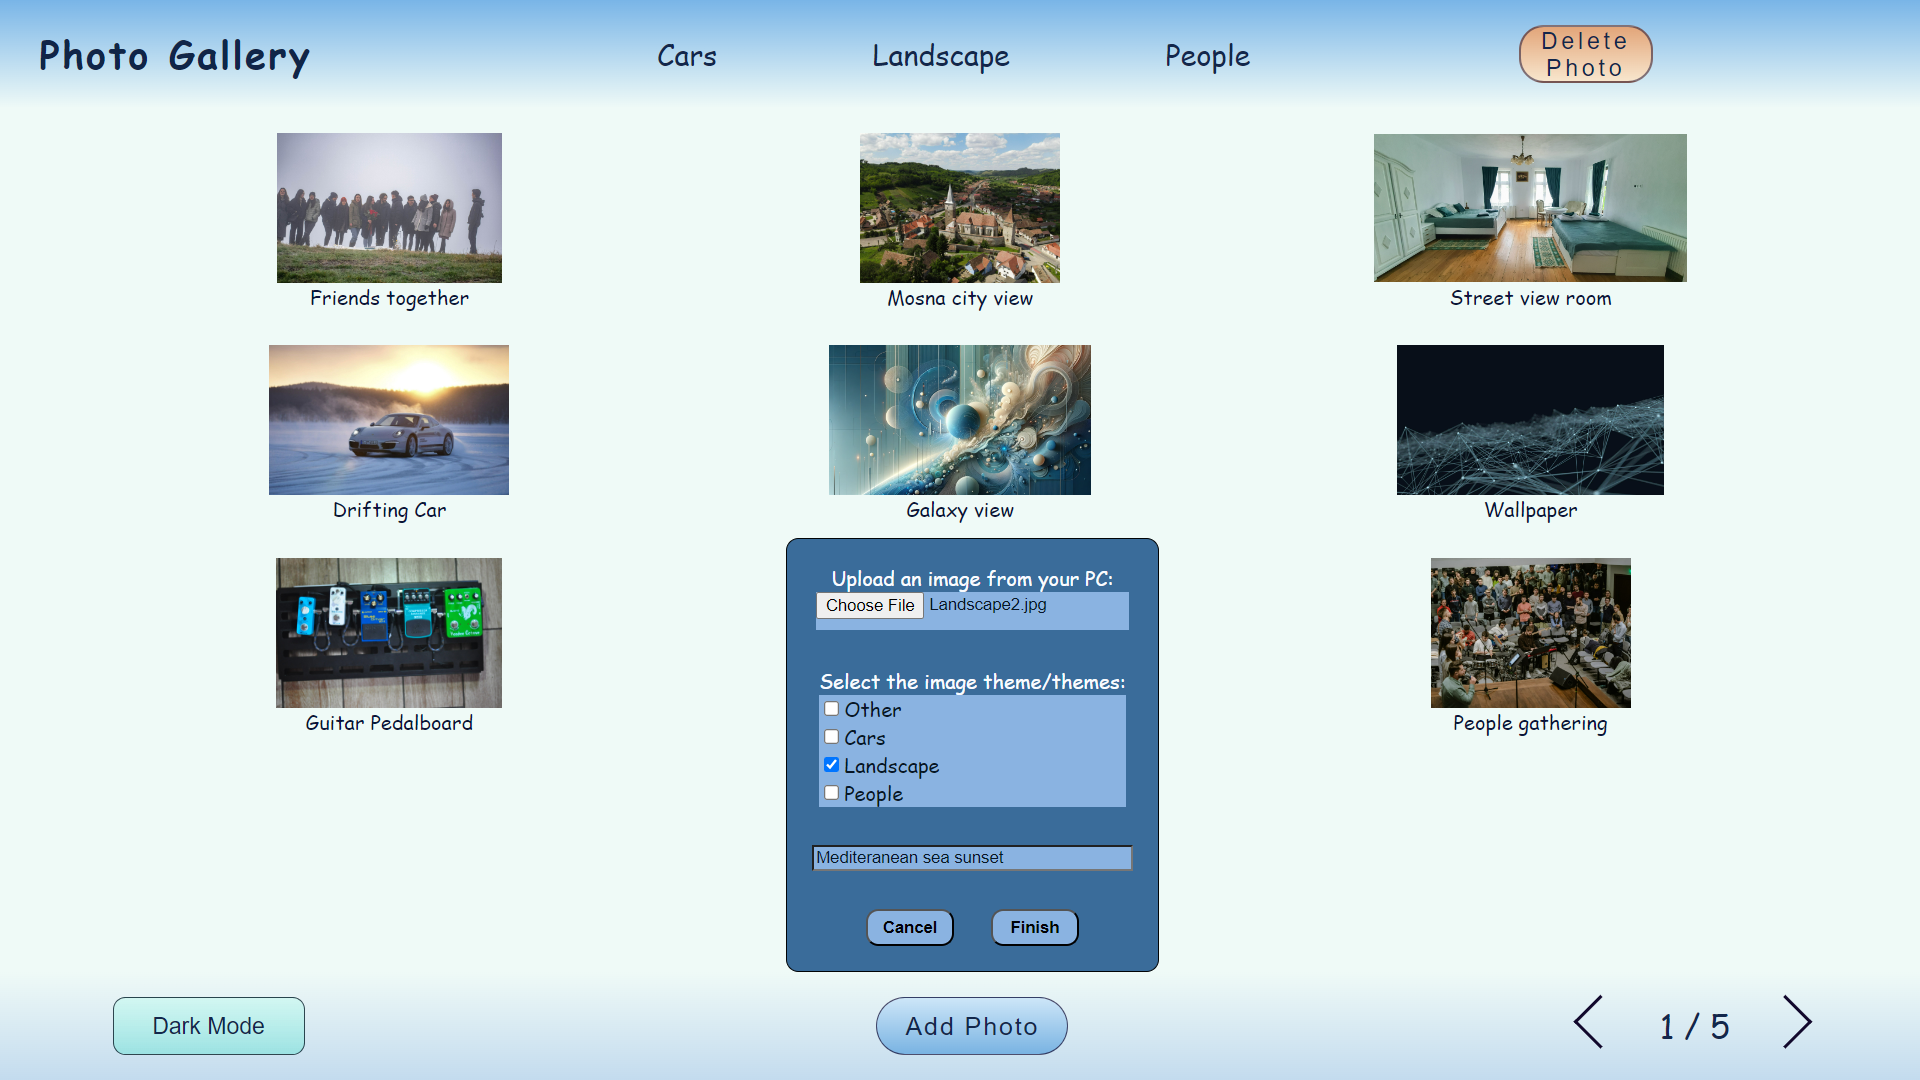 Photo Gallery
Cars
Landscape
People
Delete
Photo
Friends together
Mosna city view
Street view room
Drifting Car
Galaxy view
Wallpaper
Guitar Pedalboard
People gathering
Upload an image from your PC:
Choose File Landscape2.jpg
Select the image theme/themes:
Other
Cars
Landscape
People
Mediteranean sea sunset
Cancel
Finish
Dark Mode
Add Photo
1 / 5